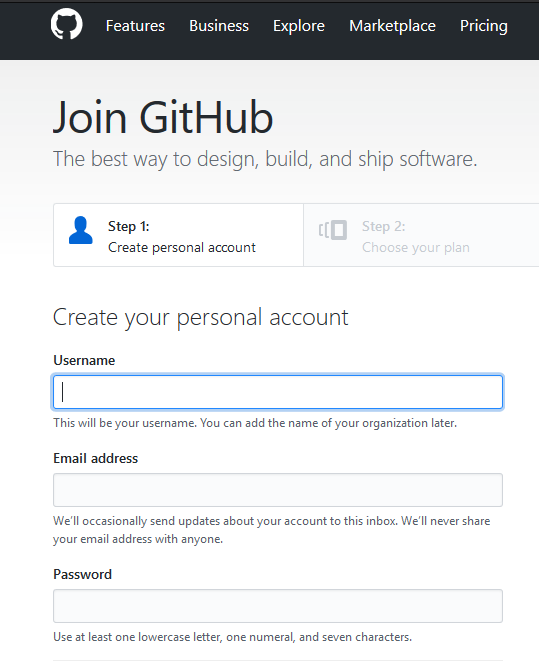 Features Business Explore Marketplace Pricing
Join GitHub
The best way to design, build, and ship software.
Step 1:
Create personal account
Step 2:
Choose your plan
Create your personal account
Username
This will be your username. You can add the name of your organization later.
Email address
We'll occasionally send updates about your account to this inbox. We'll never share
your email address with anyone.
Password
Use at least one lowercase letter, one numeral, and seven characters.